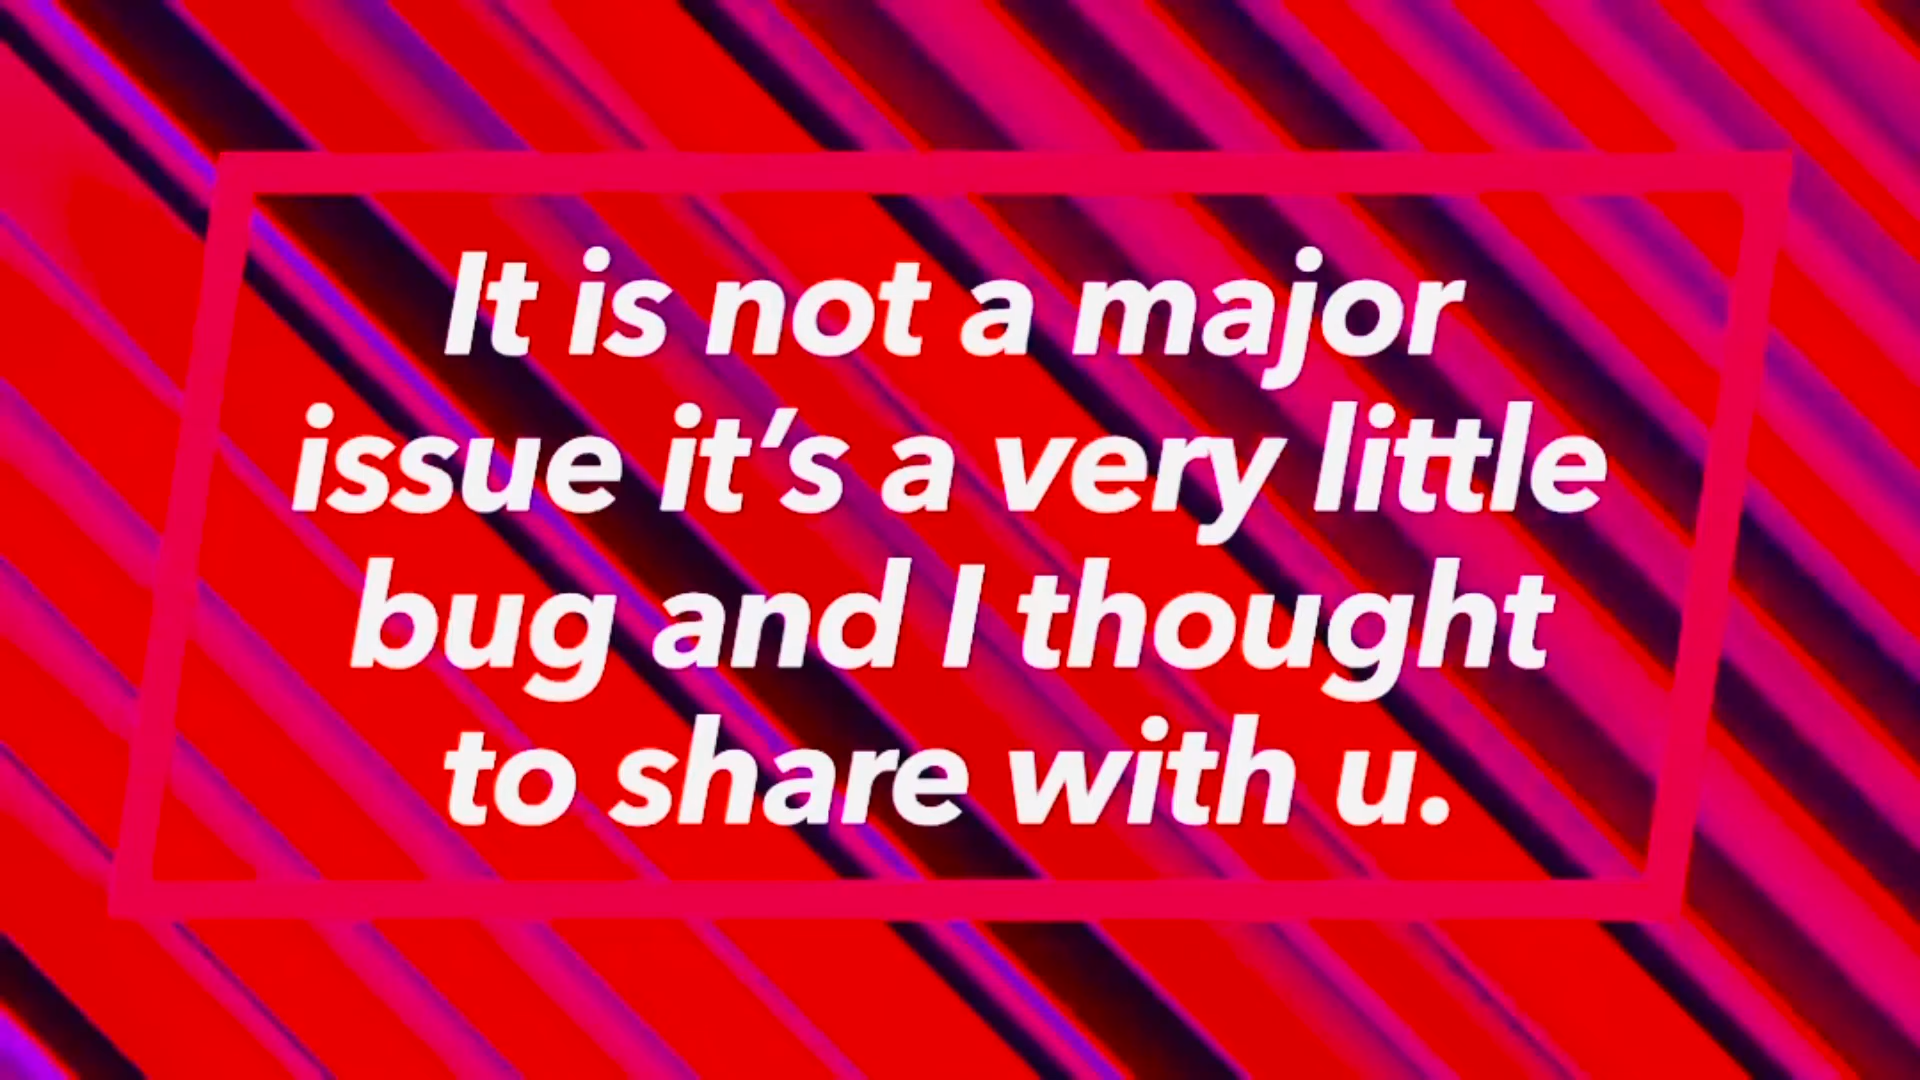 It is not a major
issue it's a very little
bug and I thought
to share with u.